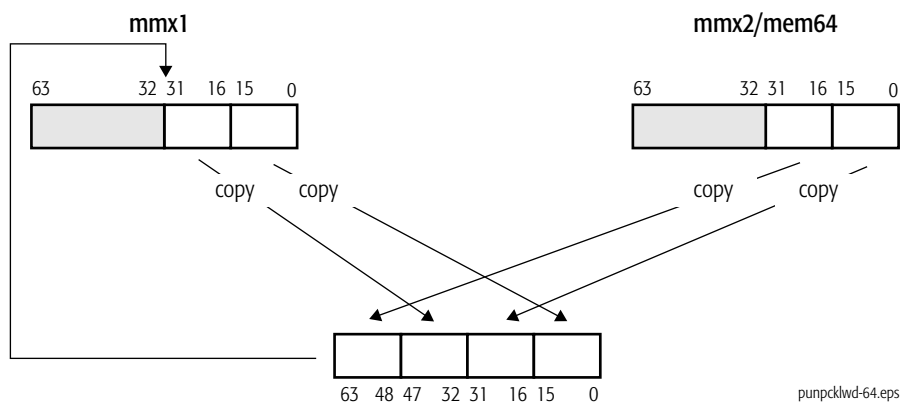 mmx1 mmx2/mem64
63 32 31 16 15 0 63 32 31 16 15 0
copy copy copy copy
63 48 47 32 31 16 15 0
punpcklwd-64.eps